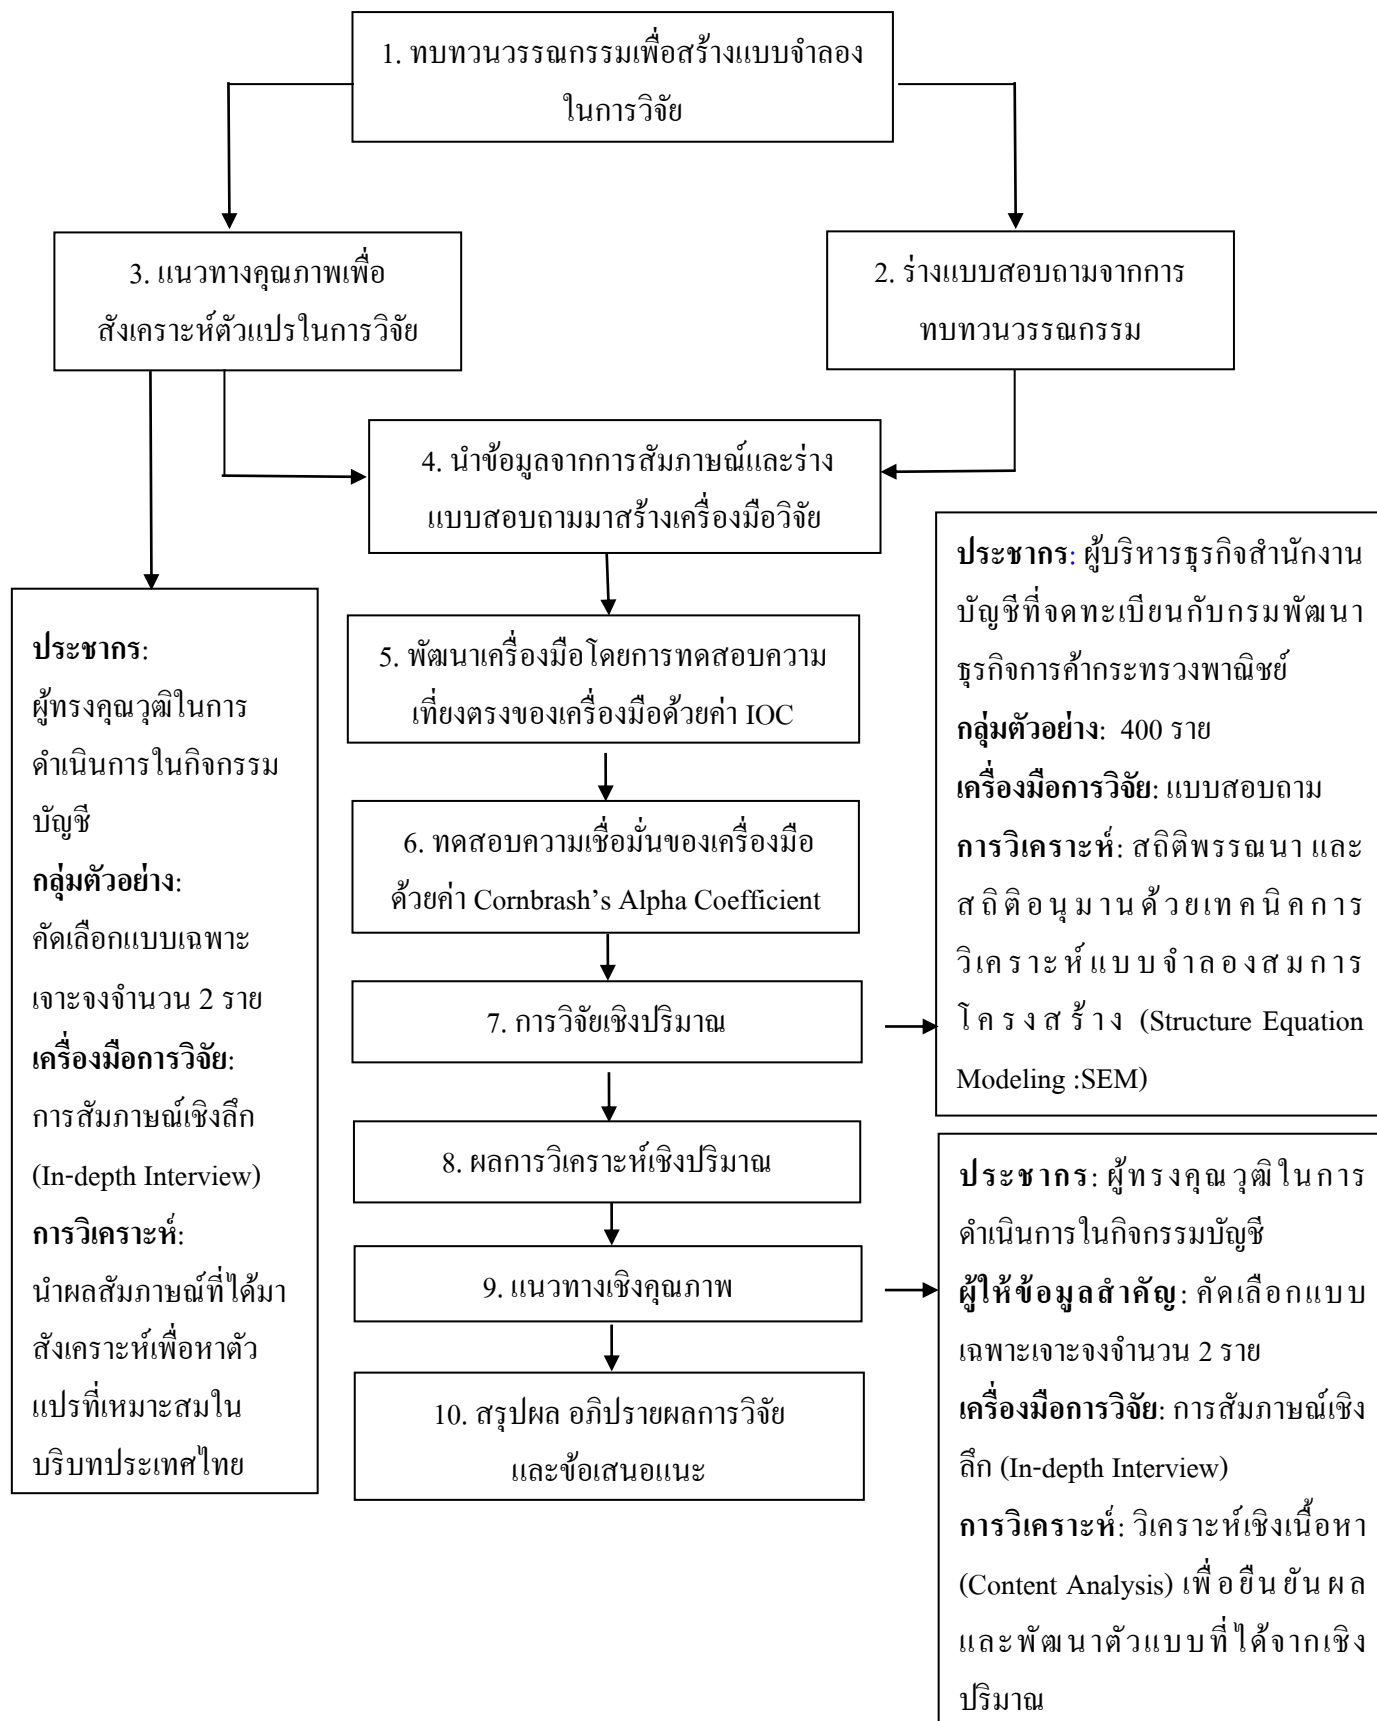 1. ทบทวนวรรณกรรมเพื่อสร้างแบบจำลอง
ในการวิจัย
3. แนวทางคุณภาพเพื่อ
สังเคราะห์ตัวแปรในการวิจัย
2. ร่างแบบสอบถามจากการ
ทบทวนวรรณกรรม
4. นำข้อมูลจากการสัมภาษณ์และร่าง
แบบสอบถามมาสร้างเครื่องมือวิจัย
ประชากร:
ผู้ทรงคุณวุฒิในการ
ดำเนินการในกิจกรรม
บัญชี
กลุ่มตัวอย่าง:
คัดเลือกแบบเฉพาะ
เจาะจงจำนวน 2 ราย
เครื่องมือการวิจัย:
การสัมภาษณ์เชิงลึก
(In-depth Interview)
การวิเคราะห์:
นำผลสัมภาษณ์ที่ได้มา
สังเคราะห์เพื่อหาตัว
แปรที่เหมาะสมใน
บริบทประเทศไทย
5. พัฒนาเครื่องมือโดยการทดสอบความ
เที่ยงตรงของเครื่องมือด้วยค่า IOC
6. ทดสอบความเชื่อมั่นของเครื่องมือ
ด้วยค่า Cornbrash’s Alpha Coefficient
7. การวิจัยเชิงปริมาณ
ประชากร: ผู้บริหารธุรกิจสำนักงาน
บัญชีที่จดทะเบียนกับกรมพัฒนา
ธุรกิจการค้ากระทรวงพาณิชย์
กลุ่มตัวอย่าง: 400 ราย
เครื่องมือการวิจัย: แบบสอบถาม
การวิเคราะห์: สถิติพรรณนา และ
สถิติอนุมานด้วยเทคนิคการ
วิเคราะห์แบบจำลองสมการ
โครงสร้าง (Structure Equation
Modeling :SEM)
8. ผลการวิเคราะห์เชิงปริมาณ
9. แนวทางเชิงคุณภาพ
ประชากร: ผู้ทรงคุณวุฒิในการ
ดำเนินการในกิจกรรมบัญชี
ผู้ให้ข้อมูลสำคัญ: คัดเลือกแบบ
เฉพาะเจาะจงจำนวน 2 ราย
เครื่องมือการวิจัย: การสัมภาษณ์เชิง
ลึก (In-depth Interview)
การวิเคราะห์: วิเคราะห์เชิงเนื้อหา
(Content Analysis) เพื่อยืนยันผล
และพัฒนาตัวแบบที่ได้จากเชิง
ปริมาณ
10. สรุปผล อภิปรายผลการวิจัย
และข้อเสนอแนะ